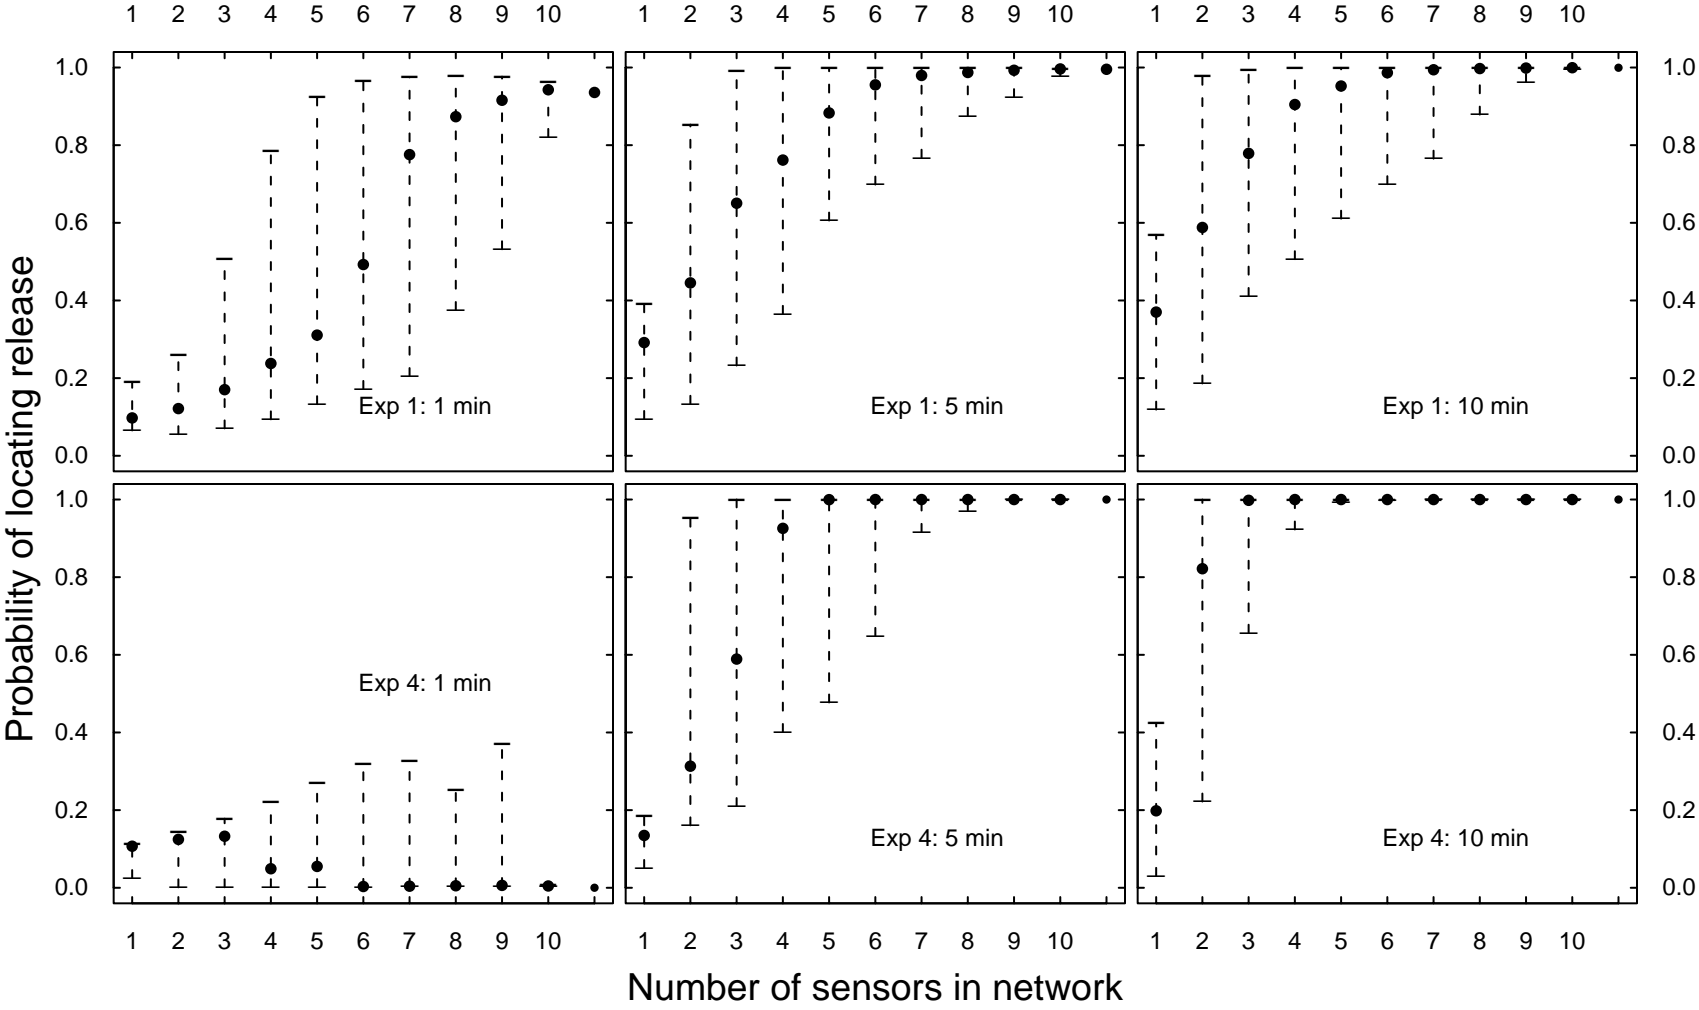 1 2 3 4 5 6 7 8 9 10 1 2 3 4 5 6 7 8 9 10 1 2 3 4 5 6 7 8 9 10
Probability of locating release
1.0 1.0
0.8 0.8
0.6 0.6
0.4 0.4
0.2 0.2
Exp 1: 1 min Exp 1: 5 min Exp 1: 10 min
0.0 0.0
1.0 1.0
0.8 0.8
0.6 0.6
Exp 4: 1 min
0.4 0.4
0.2 0.2
Exp 4: 5 min Exp 4: 10 min
0.0 0.0
1 2 3 4 5 6 7 8 9 10 1 2 3 4 5 6 7 8 9 10 1 2 3 4 5 6 7 8 9 10
Number of sensors in network